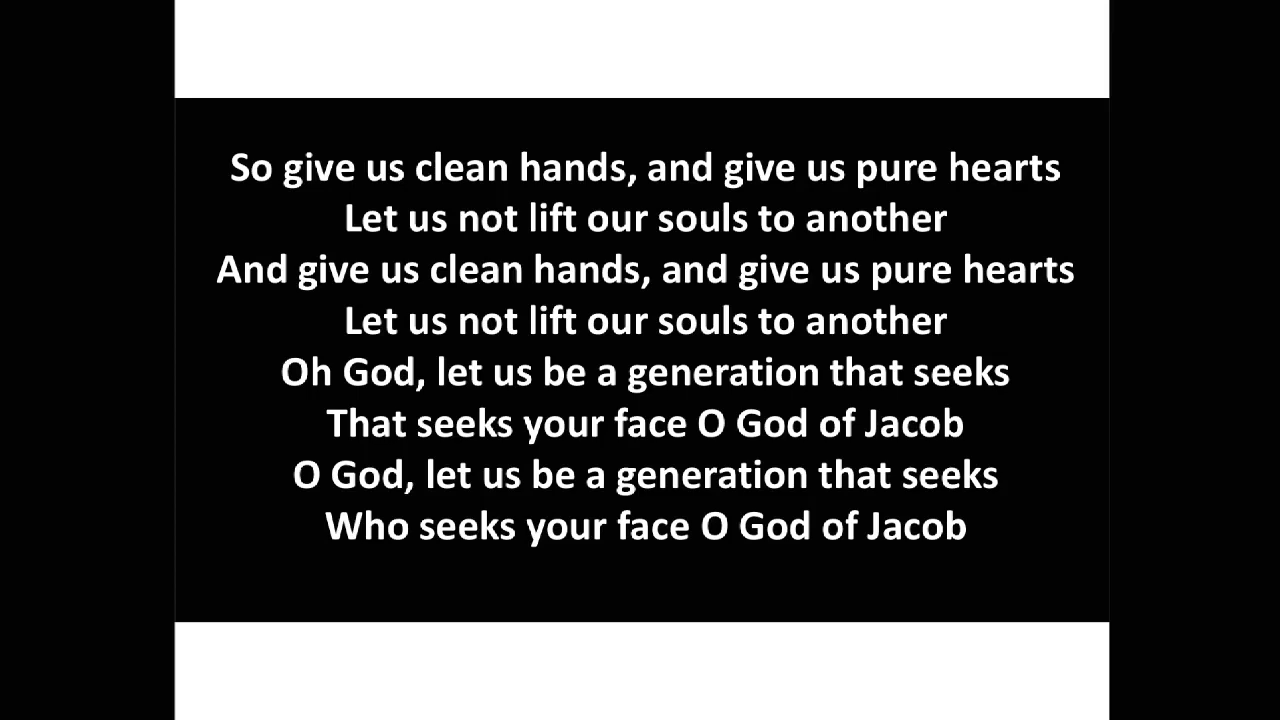 So give us clean hands, and give us pure hearts
Let us not lift our souls to another
And give us clean hands, and give us pure hearts
Let us not lift our souls to another
Oh God, let us be a generation that seeks
That seeks your face O God of Jacob
O God, let us be a generation that seeks
Who seeks your face O God of Jacob